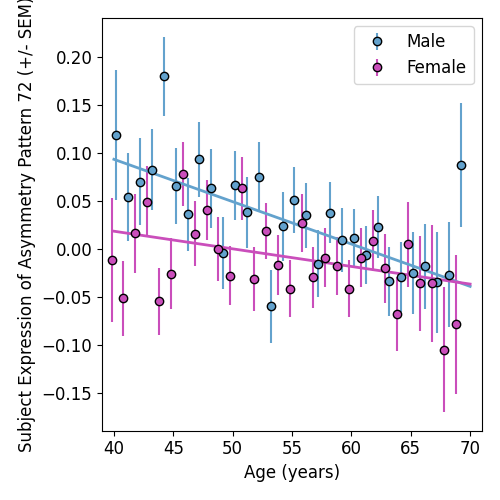 Male
Female
Subject Expression of Asymmetry Pattern 72 (+/- SEM)
0.20
0.15
0.10
0.05
0.00
−0.05
−0.10
−0.15
40 45 50 55 60 65 70
Age (years)